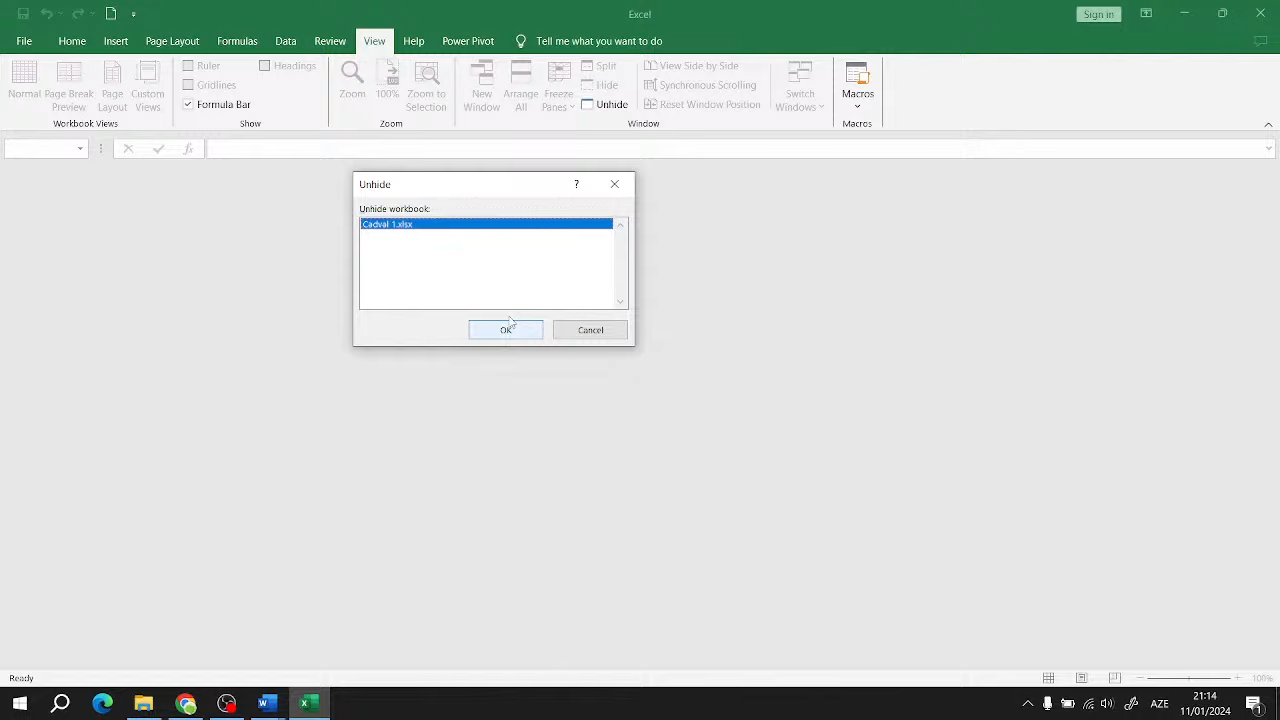 Excel
Sign in
File Home Insert Page Layout Formulas Data Review View Help Power Pivot Tell me what you want to do
Normal
Page Break Preview
Page Layout
Custom Views
Workbook Views
Ruler
Headings
Gridlines
Formula Bar
Show
Zoom
100%
Zoom to Selection
Zoom
New Window
Arrange All
Freeze Panes
Split
Hide
Unhide
View Side by Side
Synchronous Scrolling
Reset Window Position
Switch Windows
Window
Macros
Macros
fx
Unhide
?
Unhide workbook:
Cadval 1.xlsx
OK
Cancel
Ready
100%
AZE
21:14
11/01/2024